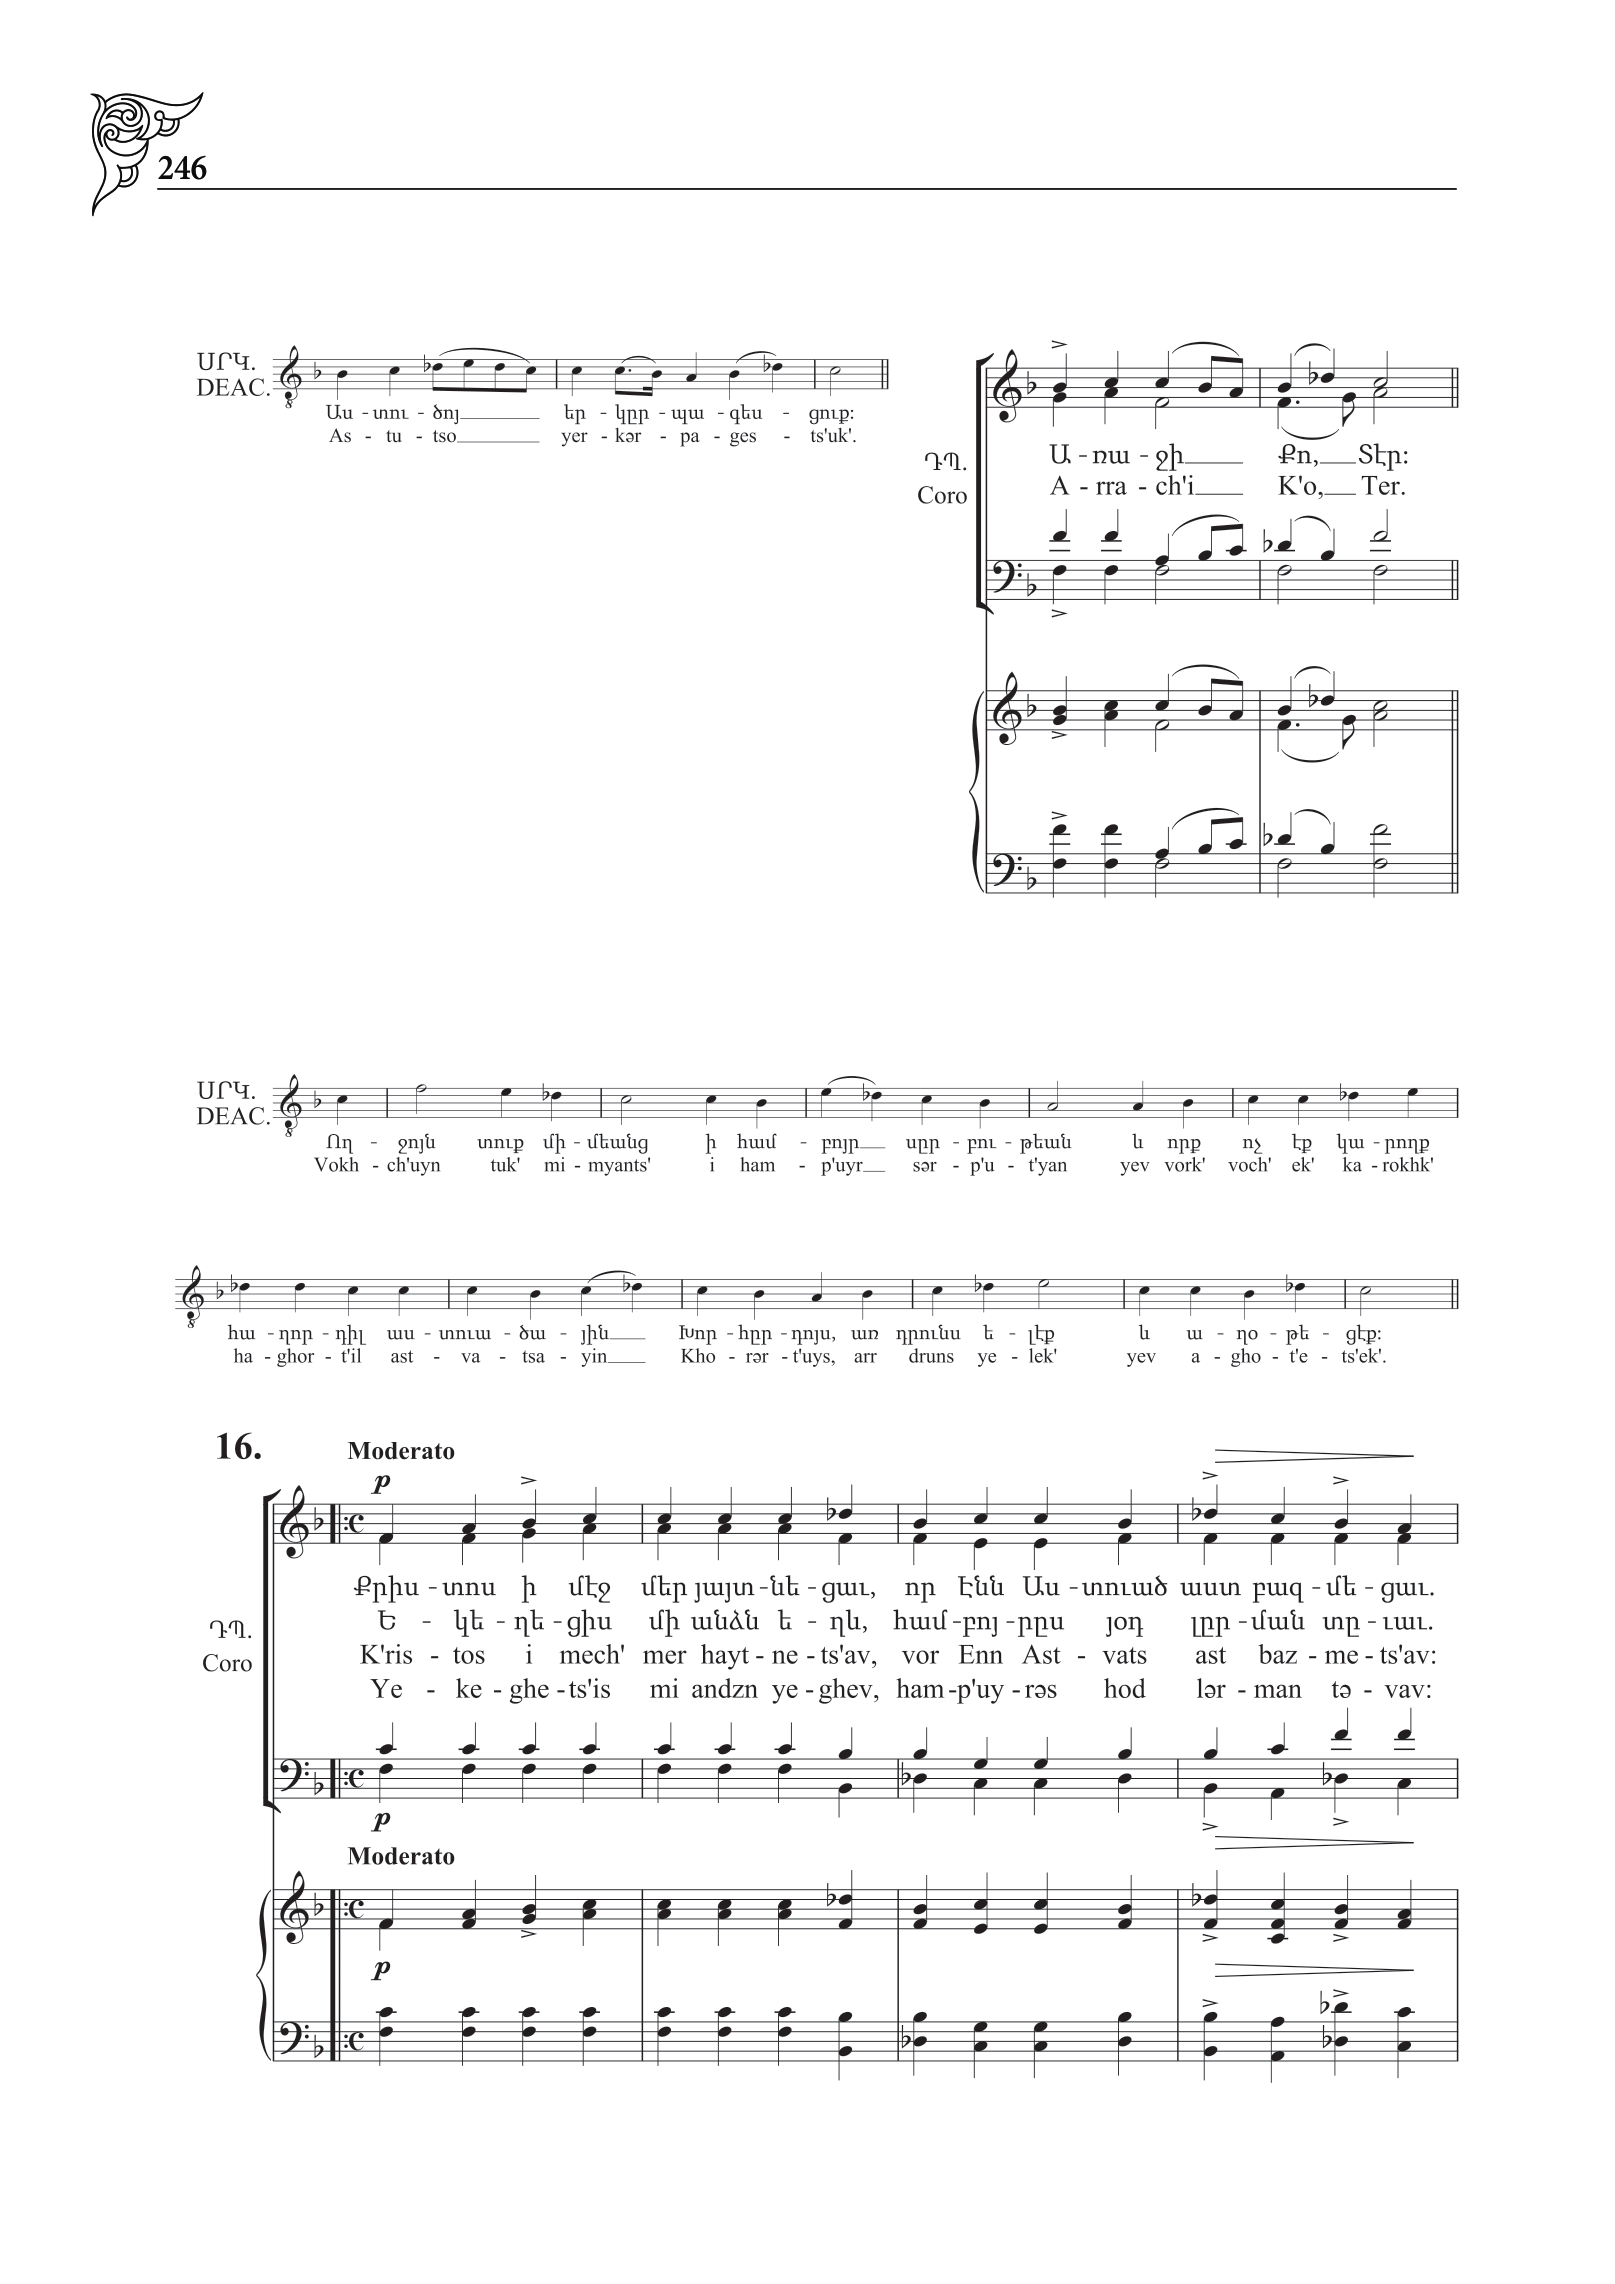 246
ՍՐԿ.
DEAC.
Աս - տու - ծոյ եր - կըր - պա - գես - ցուք:
As - tu - tso yer - kər - pa - ges - ts'uk'.
ԴՊ.
Coro
Ա - ռա - ջի Քո, Տէր:
A - rra - ch'i K'o, Ter.
ՍՐԿ.
DEAC.
Ող - ջոյն տուք մի - մեանց ի համ - բոյր սըր - բու - թեան և որք ոչ էք կա - րողք
Vokh - ch'uyn tuk' mi - myants' i ham - p'uyr sər - p'u - t'yan yev vork' voch' ek' ka - rokhk'
հա - ղոր - դիլ աս - տուա - ծա - յին Խոր - հըր - դոյս, առ դրունս ե - լէք և ա - ղօ - թե - ցէք:
ha - ghor - t'il ast - va - tsa - yin Kho - rər - t'uys, arr druns ye - lek' yev a - gho - t'e - ts'ek'.
16.
Moderato
p
ԴՊ.
Coro
Քրիս - տոս ի մէջ մեր յայտ - նե - ցաւ, որ Էնն Աս - տուած աստ բազ - մե - ցաւ.
Ե - կե - ղե - ցիս մի անձն ե - ղև, համ - բոյ - րըս յօդ լըր - ման տը - ւաւ.
K'ris - tos i mech' mer hayt - ne - ts'av, vor Enn Ast - vats ast baz - me - ts'av:
Ye - ke - ghe - ts'is mi andzn ye - ghev, ham - p'uy - rəs hod lər - man tə - vav:
p
Moderato
p